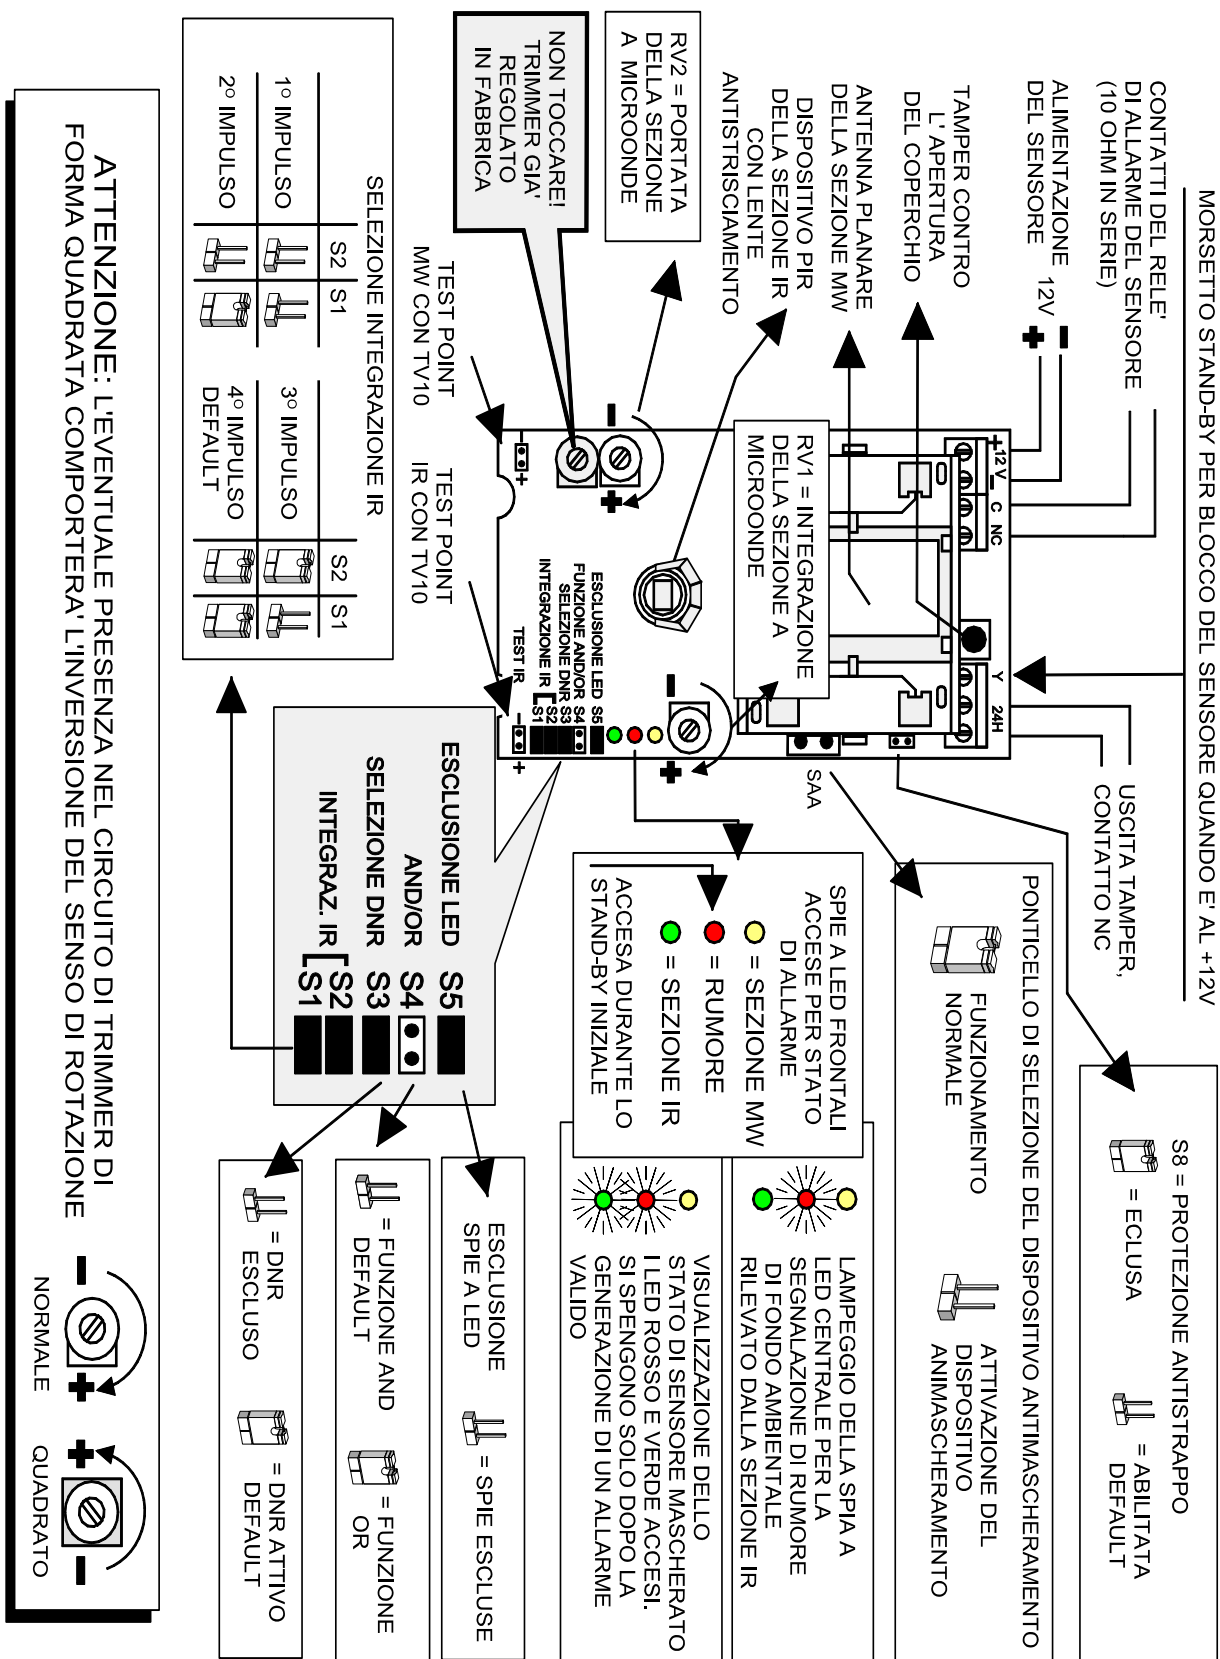 MORSETTO STAND-BY PER BLOCCO DEL SENSORE QUANDO E' AL +12V
CONTATTI DEL RELE'
DI ALLARME DEL SENSORE
(10 OHM IN SERIE)
ALIMENTAZIONE
DEL SENSORE
12V
TAMPER CONTRO
L' APERTURA
DEL COPERCHIO
ANTENNA PLANARE
DELLA SEZIONE MW
DISPOSITIVO PIR
DELLA SEZIONE IR
CON LENTE
ANTISTRISCIAMENTO
RV2 = PORTATA
DELLA SEZIONE
A MICROONDE
NON TOCCARE!
TRIMMER GIA'
REGOLATO
IN FABBRICA
TEST POINT
MW CON TV10
TEST POINT
IR CON TV10
+ 12 V - C NC Y 24H
RV1 = INTEGRAZIONE
DELLA SEZIONE A
MICROONDE
SAA
ESCLUSIONE LED S5
FUNZIONE AND/OR S4
SELEZIONE DNR S3
INTEGRAZIONE IR [ S2
S1
TEST IR - +
USCITA TAMPER,
CONTATTO NC
S8 = PROTEZIONE ANTISTRAPPO
= ECLUSA
= ABILITATA
DEFAULT
PONTICELLO DI SELEZIONE DEL DISPOSITIVO ANTIMASCHERAMENTO
FUNZIONAMENTO
NORMALE
ATTIVAZIONE DEL
DISPOSITIVO
ANIMASCHERAMENTO
SPIE A LED FRONTALI
ACCESE PER STATO
DI ALLARME
= SEZIONE MW
= RUMORE
= SEZIONE IR
ACCESA DURANTE LO
STAND-BY INIZIALE
LAMPEGGIO DELLA SPIA A
LED CENTRALE PER LA
SEGNALAZIONE DI RUMORE
DI FONDO AMBIENTALE
RILEVATO DALLA SEZIONE IR
VISUALIZZAZIONE DELLO
STATO DI SENSORE MASCHERATO
I LED ROSSO E VERDE ACCESI.
SI SPENGONO SOLO DOPO LA
GENERAZIONE DI UN ALLARME
VALIDO
ESCLUSIONE LED S5
AND/OR S4
SELEZIONE DNR S3
INTEGRAZ. IR [ S2
S1
ESCLUSIONE
SPIE A LED
= SPIE ESCLUSE
= FUNZIONE AND
DEFAULT
= FUNZIONE
OR
= DNR
ESCLUSO
= DNR ATTIVO
DEFAULT
SELEZIONE INTEGRAZIONE IR
S2 S1
1º IMPULSO
2º IMPULSO
S2 S1
3º IMPULSO
4º IMPULSO
DEFAULT
ATTENZIONE: L'EVENTUALE PRESENZA NEL CIRCUITO DI TRIMMER DI
FORMA QUADRATA COMPORTERA' L'INVERSIONE DEL SENSO DI ROTAZIONE
NORMALE
QUADRATO